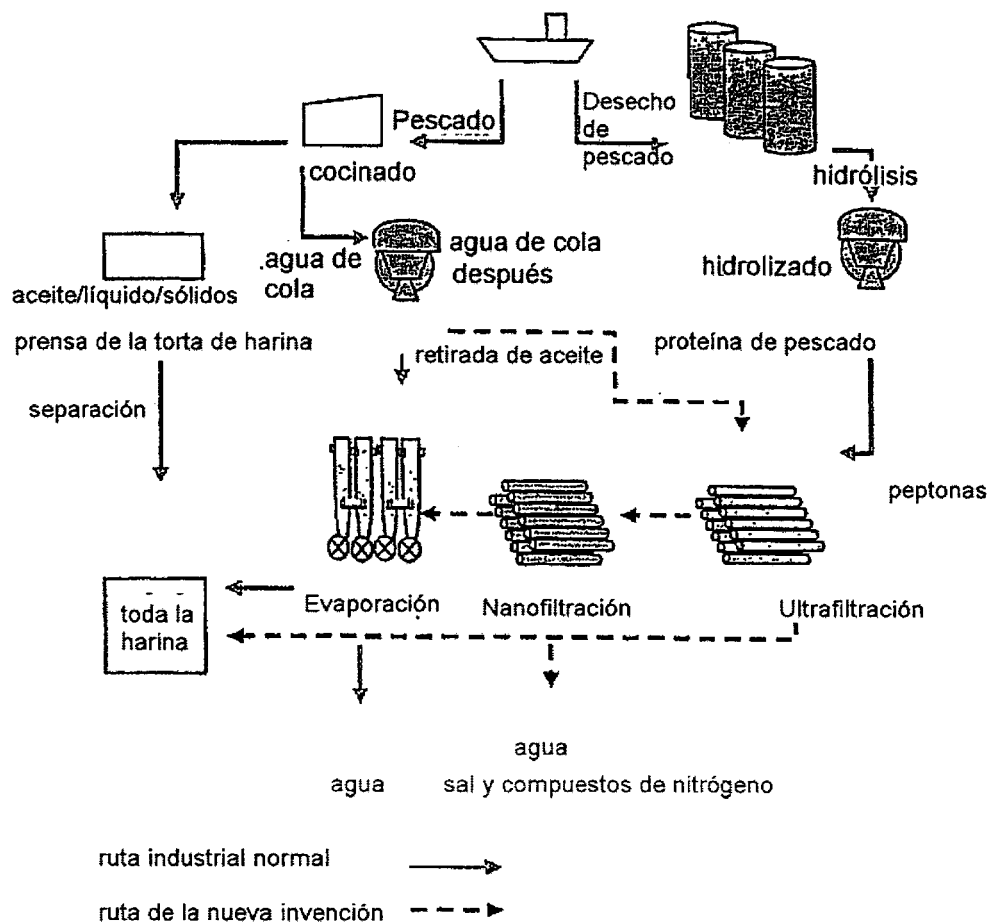 Pescado
Desecho
de
pescado
cocinado
hidrólisis
.agua de
cola
agua de cola
después
hidrolizado
aceite/líquido/sólidos
prensa de la torta de harina
retirada de aceite
proteína de pescado
separación
peptonas
Evaporación
Nanofiltración
Ultrafiltración
toda la
harina
agua
agua
sal y compuestos de nitrógeno
ruta industrial normal
ruta de la nueva invención